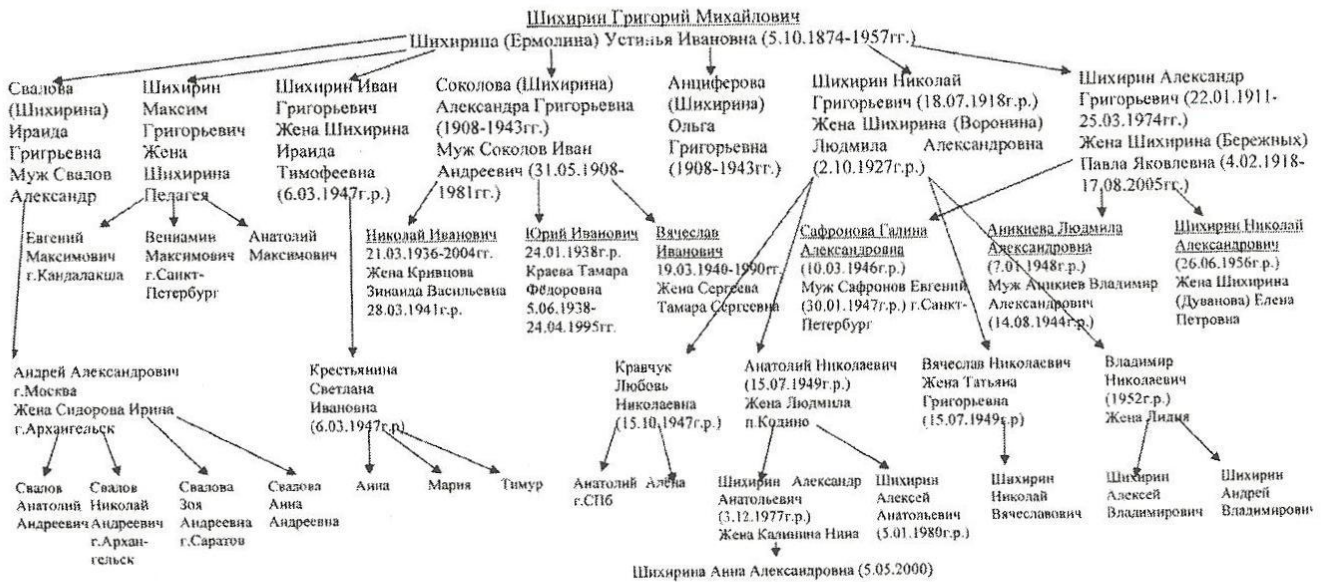 Шихирин Григорий Михайлович
Шихирина (Ермолина) Устинья Ивановна (5.10.1874-1957гг.)
Свалова
(Шихирина)
Ираида
Григрьевна
Муж Свалов
Александр
Шихирин
Максим
Григорьевич
Жена
Шихирина
Пелагея
Шихирин Иван
Григорьевич
Жена Шихирина
Ираида
Тимофеевна
(6.03.1947г.р.)
Соколова (Шихирина)
Александра Григорьевна
(1908-1943гг.)
Муж Соколов Иван
Андреевич (31.05.1908-
1981гг.)
Анциферова
(Шихирина)
Ольга
Григорьевна
(1908-1943гг.)
Шихирин Николай
Григорьевич (18.07.1918г.р.)
Жена Шихирина (Воронина)
Людмила Александровна
(2.10.1927г.р.)
Шихирин Александр
Григорьевич (22.01.1911-
25.03.1974гг.)
Жена Шихирина (Бережных)
Павла Яковлевна (4.02.1918-
17.08.2005гг.)
Евгений
Максимович
г.Кандалакша
Вениамин
Максимович
г.Санкт-
Петербург
Анатолий
Максимович
Николай Иванович
21.03.1936-2004гг.
Жена Кривцова
Зинаида Васильевна
28.03.1941г.р.
Юрий Иванович
24.01.1938г.р.
Краева Тамара
Фёдоровна
5.06.1938-
24.04.1995гг.
Вячеслав
Иванович
19.03.1940-1990гг.
Жена Сергеева
Тамара Сергеевна
Сафронова Галина
Александровна
(10.03.1946г.р.)
Муж Сафронов Евгений
(30.01.1947г.р.) г.Санкт-
Петербург
Аникиева Людмила
Александровна
(7.01.1948г.р.)
Муж Аникиев Владимир
Александрович
(14.08.1944г.р.)
Шихирин Николай
Александрович
(26.06.1956г.р.)
Жена Шихирина
(Дуванова) Елена
Петровна
Андрей Александрович
г.Москва
Жена Сидорова Ирина
г.Архангельск
Крестьянина
Светлана
Ивановна
(6.03.1947г.р)
Кравчук
Любовь
Николаевна
(15.10.1947г.р.)
Анатолий Николаевич
(15.07.1949г.р.)
Жена Людмила
п.Кодино
Вячеслав Николаевич
Жена Татьяна
Григорьевна
(15.07.1949г.р)
Владимир
Николаевич
(1952г.р.)
Жена Лидия
Свалов
Анатолий
Андреевич
Свалов
Николай
Андреевич
г.Архан-
гельск
Свалова
Зоя
Андреевна
г.Саратов
Свалова
Анна
Андреевна
Анна
Мария
Тимур
Анатолий
г.СПб
Алёна
Шихирин Александр
Анатольевич
(3.12.1977г.р.)
Жена Калинина Нина
Шихирин
Алексей
Анатольевич
(5.01.1980г.р.)
Шихирин
Николай
Вячеславович
Шихирин
Алексей
Владимирович
Шихирин
Андрей
Владимирович
Шихирина Анна Александровна (5.05.2000)